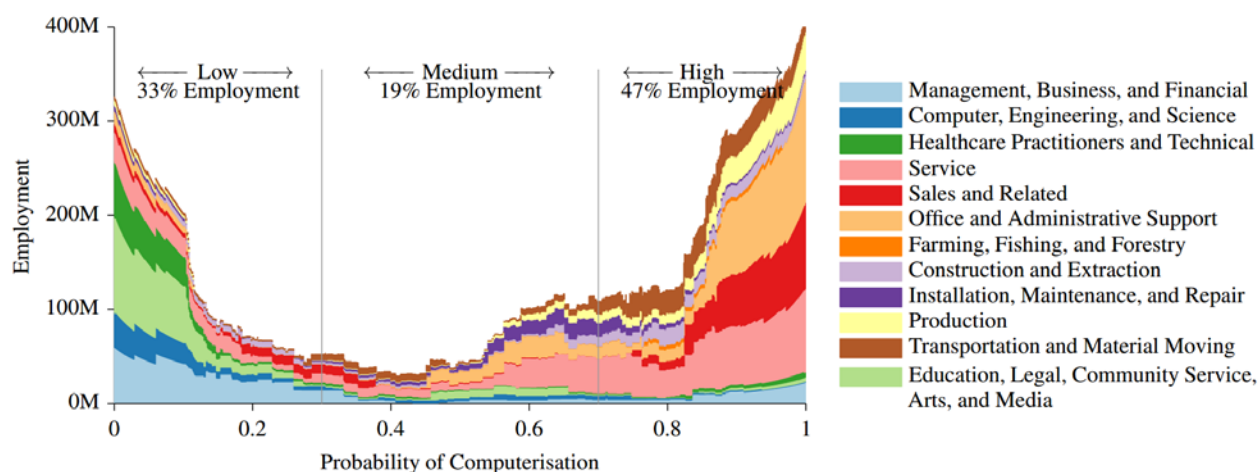 400M
300M
200M
100M
0M
Employment
Low
33% Employment
Medium
19% Employment
High
47% Employment
0
0.2
0.4
0.6
0.8
1
Probability of Computerisation
Management, Business, and Financial
Computer, Engineering, and Science
Healthcare Practitioners and Technical
Service
Sales and Related
Office and Administrative Support
Farming, Fishing, and Forestry
Construction and Extraction
Installation, Maintenance, and Repair
Production
Transportation and Material Moving
Education, Legal, Community Service,
Arts, and Media